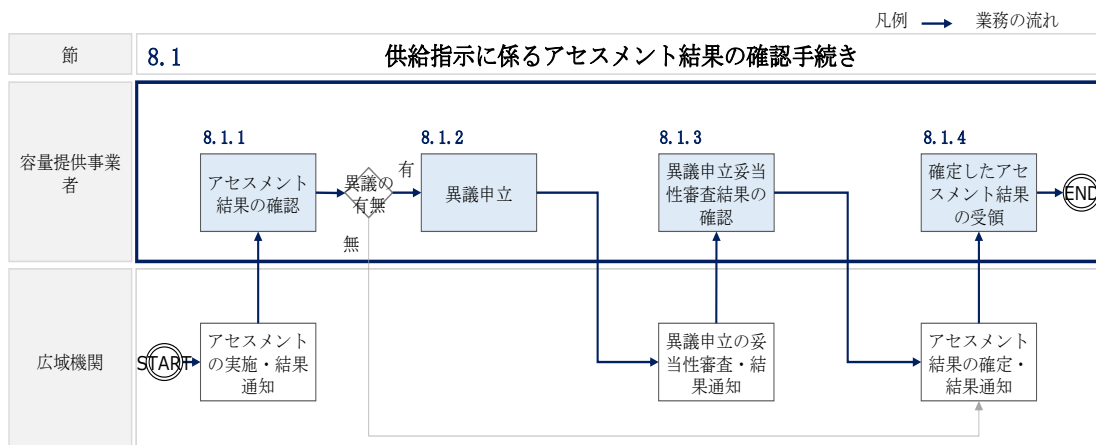 凡例 業務の流れ
節
8.1 供給指示に係るアセスメント結果の確認手続き
容量提供事業
者
8.1.1
アセスメント
結果の確認
異議の
有無
有
無
8.1.2
異議申立
8.1.3
異議申立妥当
性審査結果の
確認
8.1.4
確定したアセ
スメント結果
の受領
END
広域機関
START
アセスメント
の実施・結果
通知
異議申立の妥
当性審査・結
果通知
アセスメント
結果の確定・
結果通知